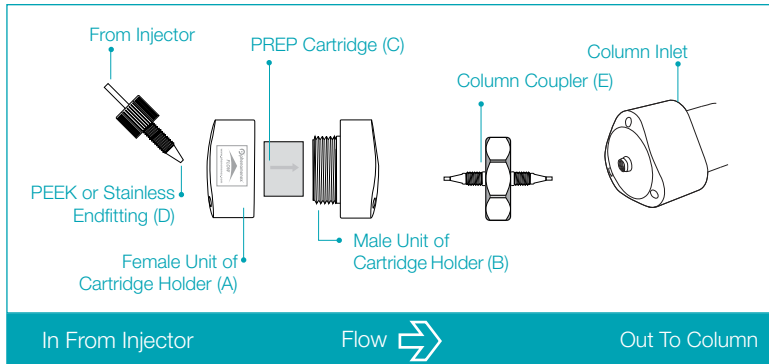 From Injector
PREP Cartridge (C)
Column Inlet
Column Coupler (E)
PEEK or Stainless
Endfitting (D)
Female Unit of
Cartridge Holder (A)
Male Unit of
Cartridge Holder (B)
In From Injector
Flow
Out To Column